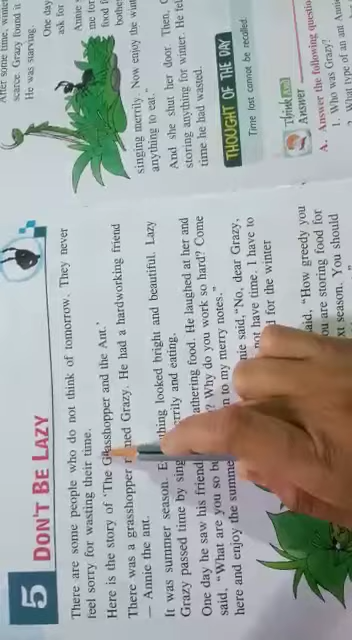 5 DON'T BE LAZY
There are some people who do not think of tomorrow. They never
feel sorry for wasting their time.
Here is the story of 'The Grasshopper and the Ant.'
There was a grasshopper named Grazy. He had a hardworking friend
— Annie the ant.
It was summer season. thing looked bright and beautiful. Lazy
Grazy passed time by sing rrily and eating.
One day he saw his friend athering food. He laughed at her and
said, "What are you so b ? Why do you work so hard? Come
here and enjoy the summe n to my merry notes."
nie said, "No, dear Grazy,
not have time. I have to
d for the winter
aid, "How greedy you
ou are storing food for
xt season. You should
After some time, winte
scarce. Grazy found it
He was starving.
One day
ask for
Annie
me for
food f
bothe
singing merrily. Now enjoy the wint
anything to eat."
And she shut her door. Then,
storing anything for winter. He fel
time he had wasted.
THOUGHT OF THE DAY
Time lost cannot be recalled.
Think and
Answer
A. Answer the following questio
1. Who was Grazy?
2. What type of an ant Annie